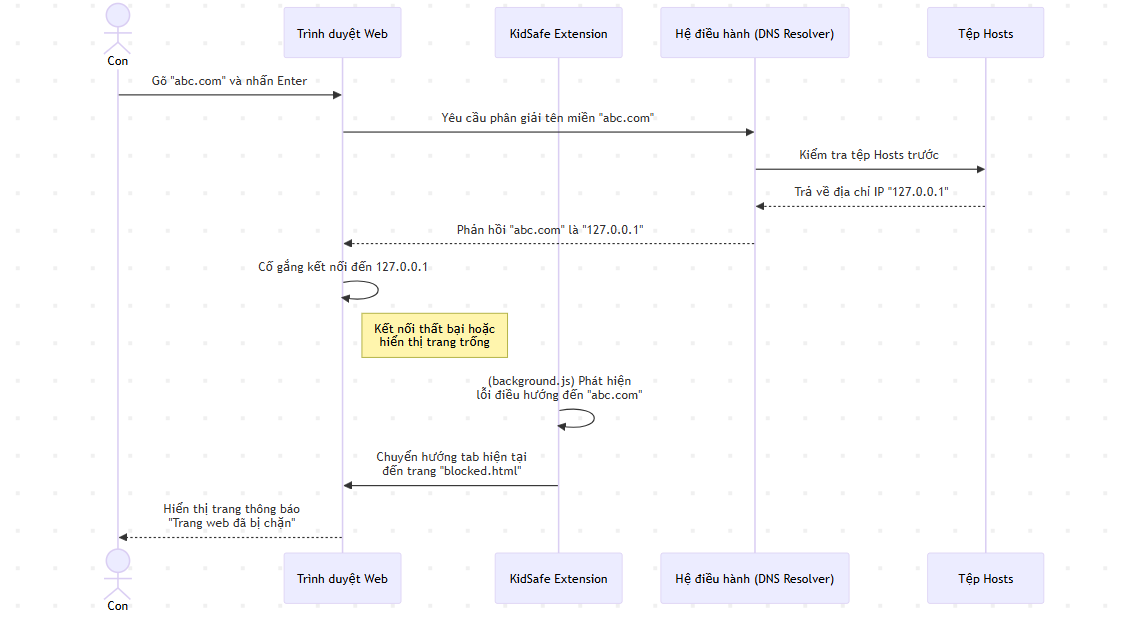 Con
Trình duyệt Web
KidSafe Extension
Hệ điều hành (DNS Resolver)
Tệp Hosts
Gõ "abc.com" và nhấn Enter
Yêu cầu phân giải tên miền "abc.com"
Kiểm tra tệp Hosts trước
Trả về địa chỉ IP "127.0.0.1"
Phản hồi "abc.com" là "127.0.0.1"
Cố gắng kết nối đến 127.0.0.1
Kết nối thất bại hoặc
hiển thị trang trống
(background.js) Phát hiện
lỗi điều hướng đến "abc.com"
Chuyển hướng tab hiện tại
đến trang "blocked.html"
Hiển thị trang thông báo
"Trang web đã bị chặn"
Con
Trình duyệt Web
KidSafe Extension
Hệ điều hành (DNS Resolver)
Tệp Hosts